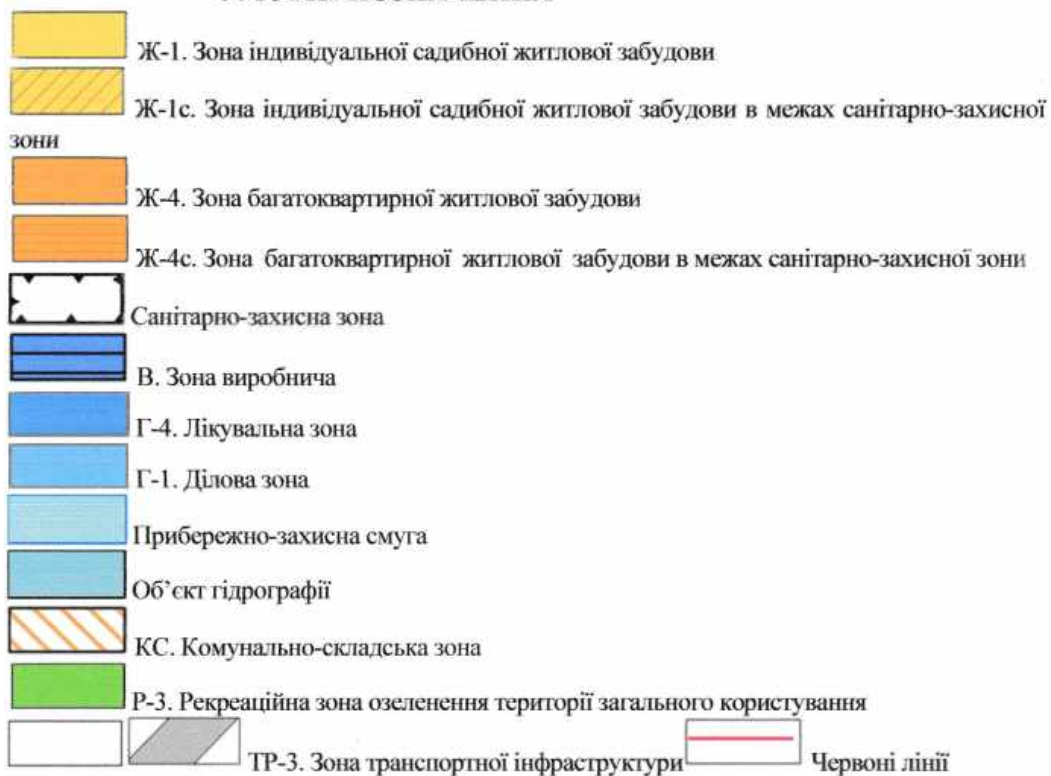 Ж-1. Зона індивідуальної садибної житлової забудови
Ж-1с. Зона індивідуальної садибної житлової забудови в межах санітарно-захисної
зони
Ж-4. Зона багатоквартирної житлової забудови
Ж-4с. Зона багатоквартирної житлової забудови в межах санітарно-захисної зони
Санітарно-захисна зона
В. Зона виробнича
Г-4. Лікувальна зона
Г-1. Ділова зона
Прибережно-захисна смуга
Об'єкт гідрографії
КС. Комунально-складська зона
Р-3. Рекреаційна зона озеленення території загального користування
ТР-3. Зона транспортної інфраструктури Червоні лінії